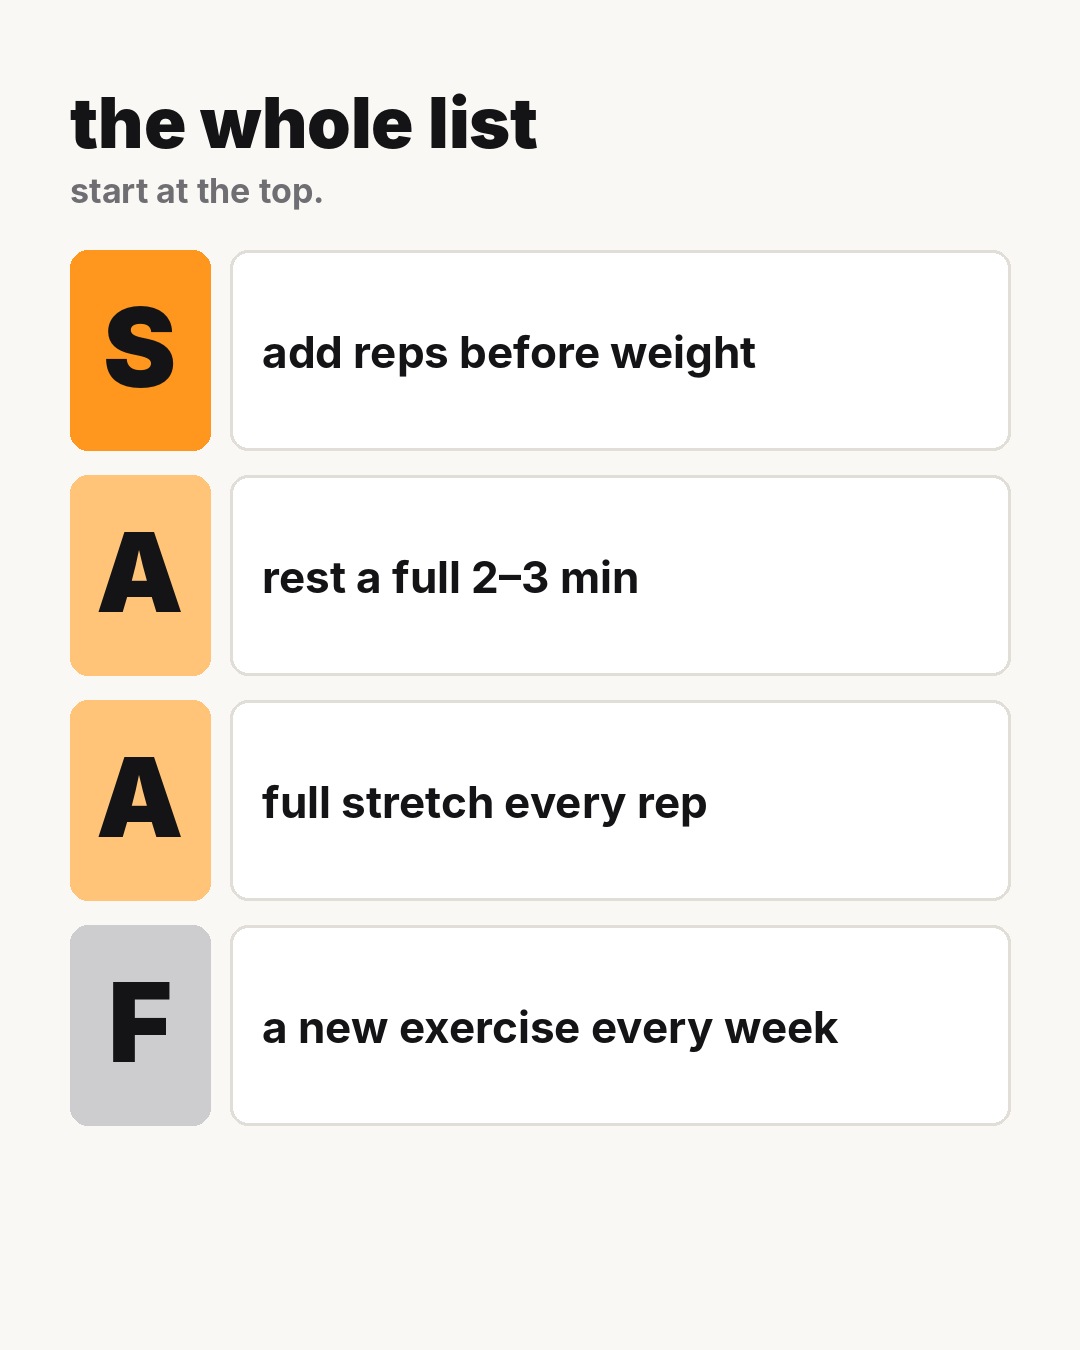 the whole list
start at the top.
S
add reps before weight
A
rest a full 2–3 min
A
full stretch every rep
F
a new exercise every week